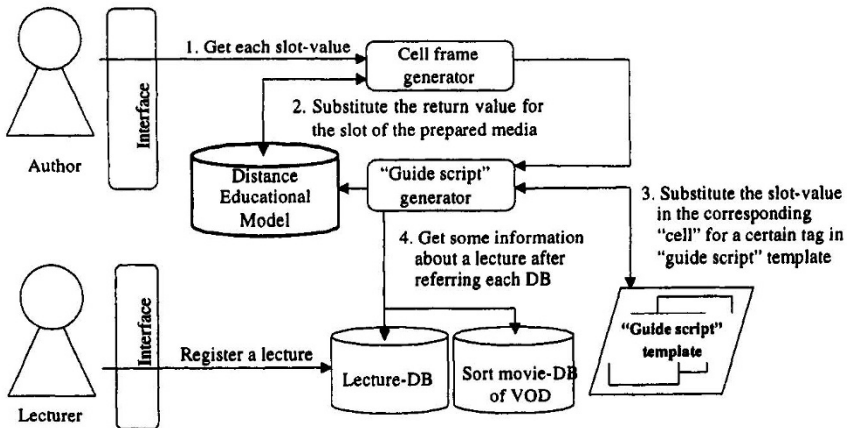 1. Get each slot-value
Cell frame
generator
Interface
Author
2. Substitute the return value for
the slot of the prepared media
Distance
Educational
Model
“Guide script”
generator
3. Substitute the slot-value
in the corresponding
“cell” for a certain tag in
“guide script” template
4. Get some information
about a lecture after
referring each DB
“Guide script”
template
Interface
Register a lecture
Lecture-DB
Sort movie-DB
of VOD
Lecturer